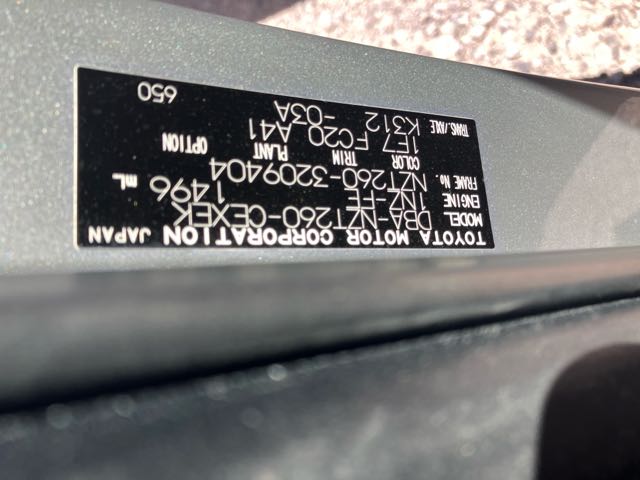 TOYOTA MOTOR CORPORATION JAPAN
MODEL DBA-NZT260-CEXEK
ENGINE 1NZ-FE 1496 mL
FRAME NO. NZT260-3209404
COLOR TRIM PLANT OPTION
1E7 FC20 A41
TRANS./AXLE K312 -03A
650